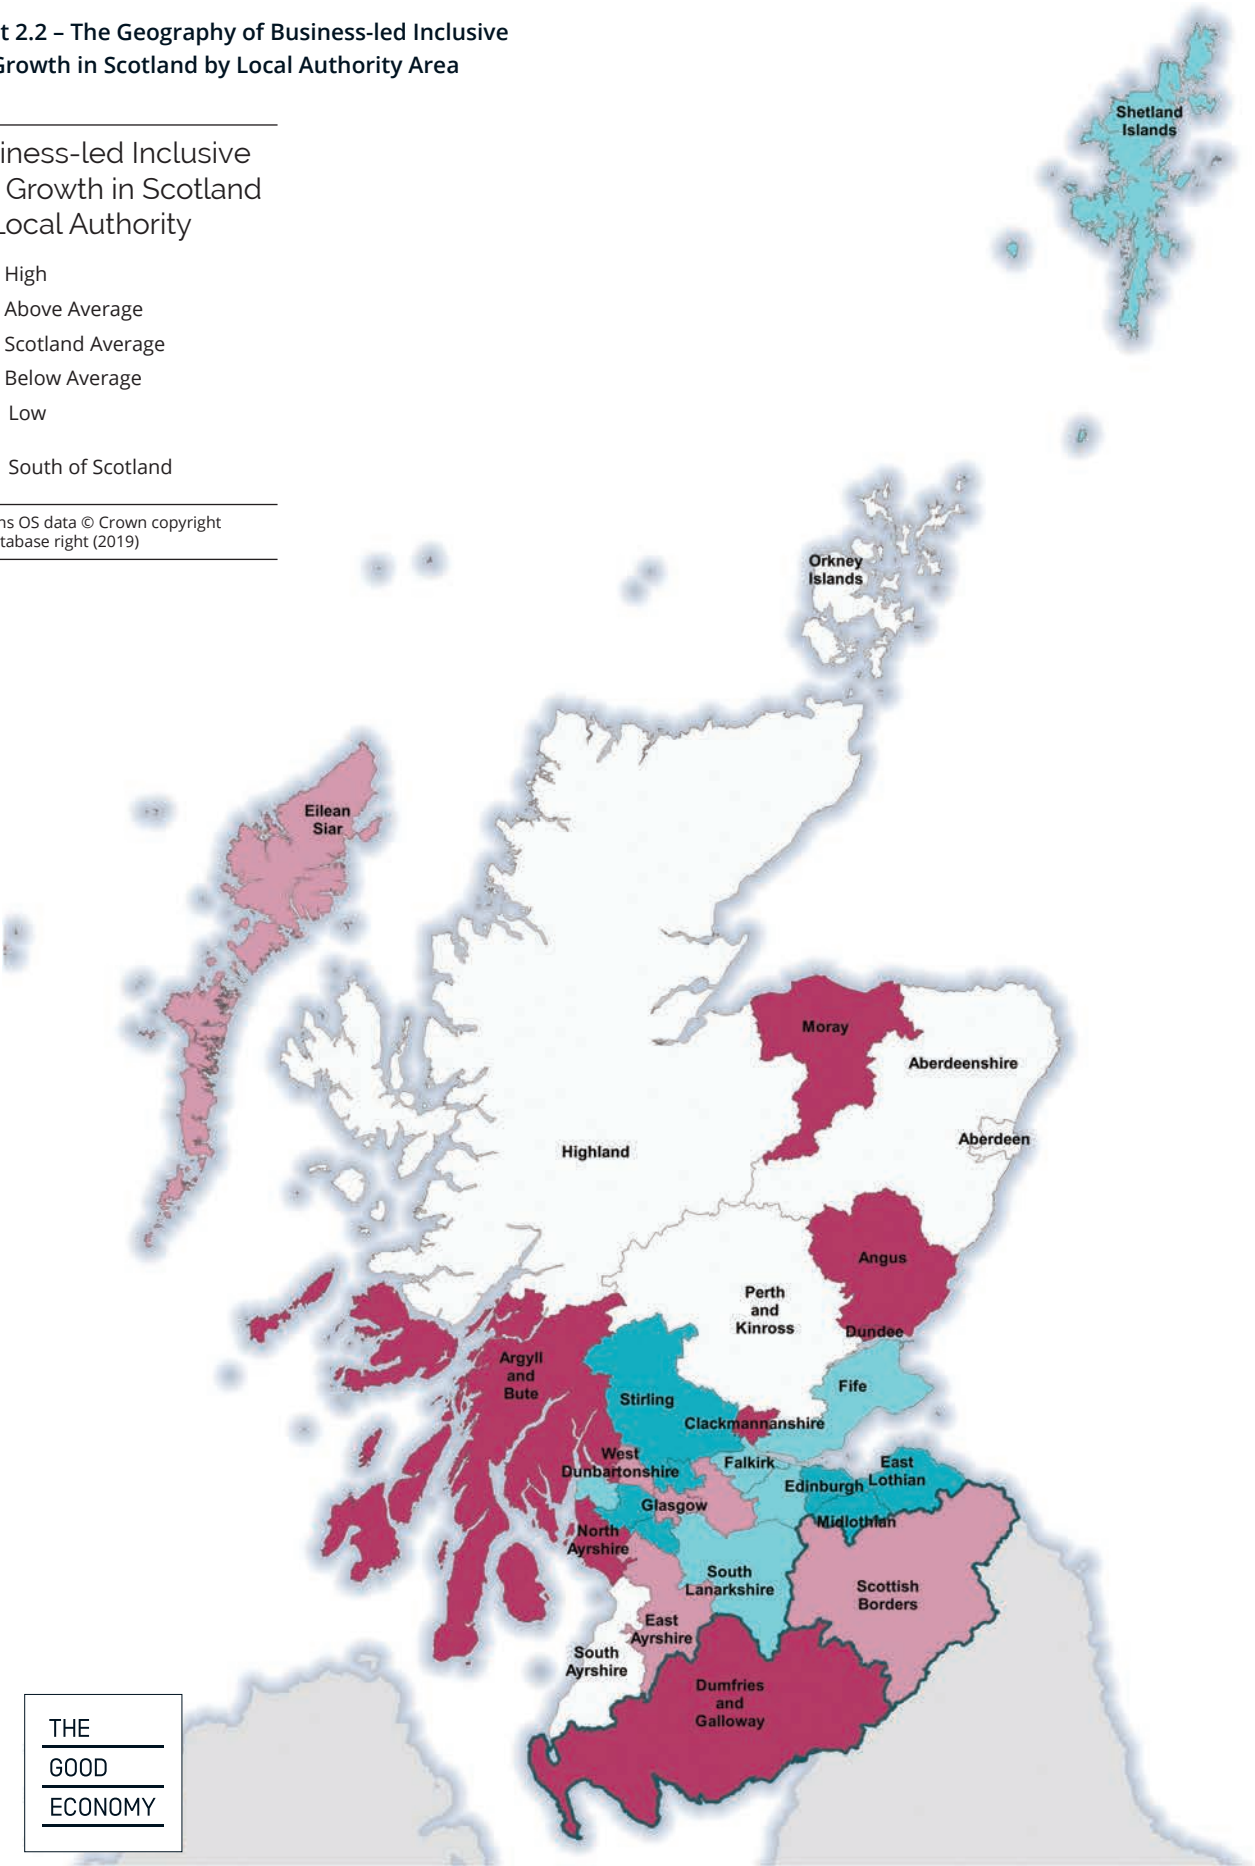 t 2.2 – The Geography of Business-led Inclusive
Growth in Scotland by Local Authority Area
iness-led Inclusive
Growth in Scotland
Local Authority
High
Above Average
Scotland Average
Below Average
Low
South of Scotland
ns OS data © Crown copyright
tabase right (2019)
Shetland
Islands
Orkney
Islands
Eilean
Siar
Moray
Aberdeenshire
Aberdeen
Highland
Angus
Perth
and
Kinross
Dundee
Argyll
and
Bute
Fife
Stirling
Clackmannanshire
West
Dunbartonshire
Falkirk
East
Lothian
Edinburgh
Glasgow
Midlothian
North
Ayrshire
South
Lanarkshire
Scottish
Borders
East
Ayrshire
South
Ayrshire
Dumfries
and
Galloway
THE
GOOD
ECONOMY